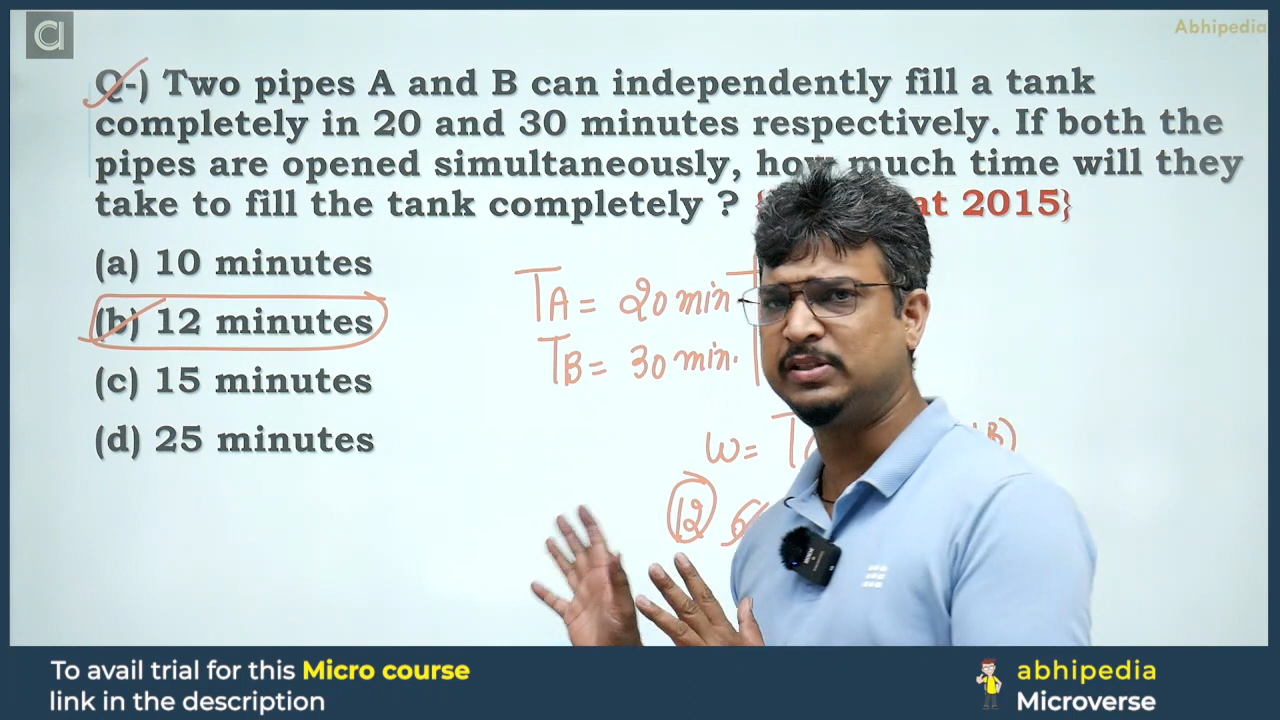 Abhipedia
Q-) Two pipes A and B can independently fill a tank
completely in 20 and 30 minutes respectively. If both the
pipes are opened simultaneously, how much time will they
take to fill the tank completely ? at 2015}
(a) 10 minutes
(b) 12 minutes
(c) 15 minutes
(d) 25 minutes
TA = 20 min
TB = 30 min.
W = T
12
To avail trial for this Micro course
link in the description
abhipedia
Microverse